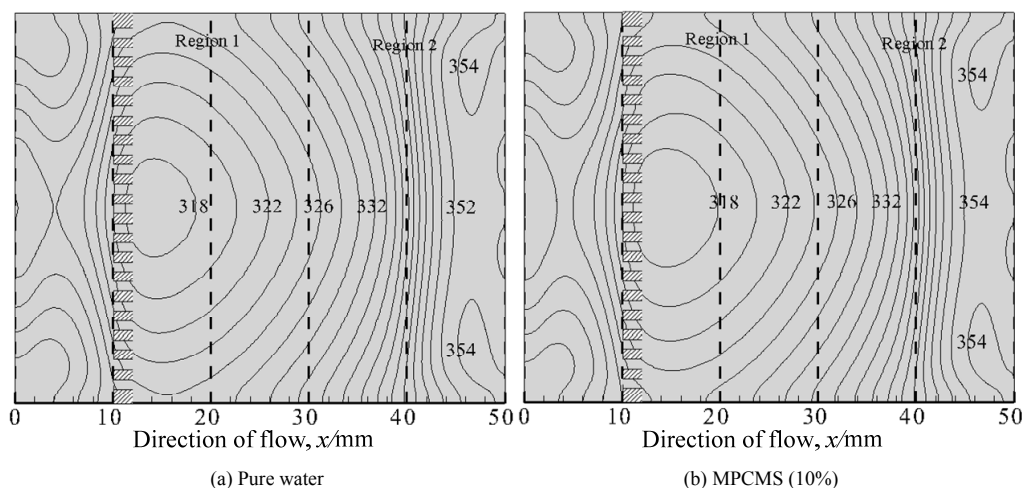 Region 1
Region 2
354
318 322 326 332 352
354
0 10 20 30 40 50
Direction of flow, x/mm
(a) Pure water
Region 1
Region 2
354
318 322 326 332 354
354
0 10 20 30 40 50
Direction of flow, x/mm
(b) MPCMS (10%)